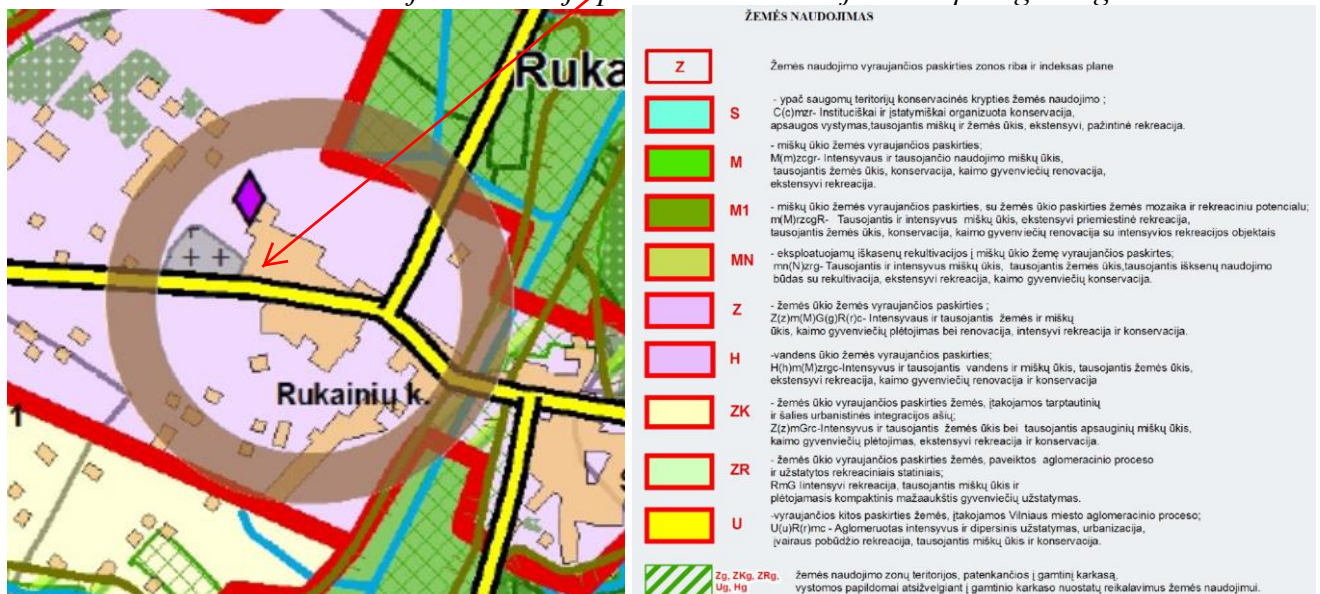 ŽEMĖS NAUDOJIMAS
Ruka
Rukainių k.
1
Z Žemės naudojimo vyraujančios paskirties zonos riba ir indeksas plane
S - ypač saugomų teritorijų konservacinės krypties žemės naudojimo ;
C(c)mzr- Instituciškai ir įstatymiškai organizuota konservacija,
apsaugos vystymas,tausojantis miškų ir žemės ūkis, ekstensyvi, pažintinė rekreacija.
M - miškų ūkio žemės vyraujančios paskirties;
M(m)zcgr- Intensyvaus ir tausojančio naudojimo miškų ūkis,
tausojantis žemės ūkis, konservacija, kaimo gyvenviečių renovacija,
ekstensyvi rekreacija.
M1 - miškų ūkio žemės vyraujančios paskirties, su žemės ūkio paskirties žemės mozaika ir rekreaciniu potencialu;
m(M)rzcgR- Tausojantis ir intensyvus miškų ūkis, ekstensyvi priemiestinė rekreacija,
tausojantis žemės ūkis, konservacija, kaimo gyvenviečių renovacija su intensyvios rekreacijos objektais
MN - eksploatuojamų iškasenų rekultivacijos į miškų ūkio žemę vyraujančios paskirtes;
mn(N)zrg- Tausojantis ir intensyvus miškų ūkis, tausojantis žemės ūkis,tausojantis išksenų naudojimo
būdas su rekultivacija, ekstensyvi rekreacija, kaimo gyvenviečių konservacija.
Z - žemės ūkio žemės vyraujančios paskirties ;
Z(z)m(M)G(g)R(r)c- Intensyvaus ir tausojantis žemės ir miškų
ūkis, kaimo gyvenviečių plėtojimas bei renovacija, intensyvi rekreacija ir konservacija.
H -vandens ūkio žemės vyraujančios paskirties;
H(h)m(M)zrgc-Intensyvus ir tausojantis vandens ir miškų ūkis, tausojantis žemės ūkis,
ekstensyvi rekreacija, kaimo gyvenviečių renovacija ir konservacija
ZK - žemės ūkio vyraujančios paskirties žemės, įtakojamos tarptautinių
ir šalies urbanistinės integracijos ašių;
Z(z)mGrc-Intensyvus ir tausojantis žemės ūkis bei tausojantis apsauginių miškų ūkis,
kaimo gyvenviečių plėtojimas, ekstensyvi rekreacija ir konservacija.
ZR - žemės ūkio vyraujančios paskirties žemės, paveiktos aglomeracinio proceso
ir užstatytos rekreaciniais statiniais;
RmG Iintensyvi rekreacija, tausojantis miškų ūkis ir
plėtojamasis kompaktinis mažaaukštis gyvenviečių užstatymas.
U -vyraujančios kitos paskirties žemės, įtakojamos Vilniaus miesto aglomeracinio proceso;
U(u)R(r)mc - Aglomeruotas intensyvus ir dipersinis užstatymas, urbanizacija,
įvairaus pobūdžio rekreacija, tausojantis miškų ūkis ir konservacija.
Zg, ZKg, ZRg, žemės naudojimo zonų teritorijos, patenkančios į gamtinį karkasą,
Ug, Hg vystomos papildomai atsižvelgiant į gamtinio karkaso nuostatų reikalavimus žemės naudojimui.